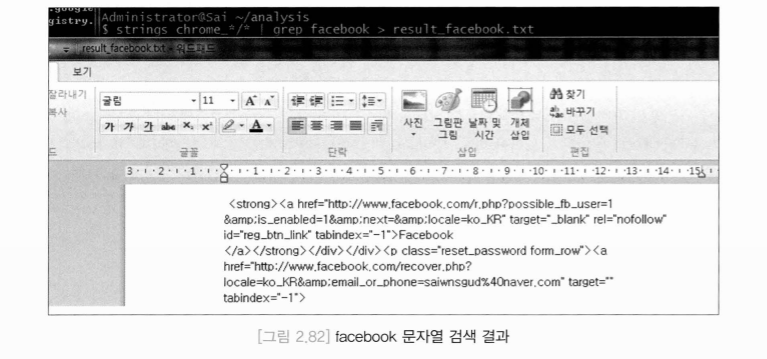 .google
gistry.
Administrator@Sai ~/analysis
$ strings chrome_*/* | grep facebook > result_facebook.txt
result_facebook.txt - 워드패드
보기
잘라내기
복사
굴림
11
가 가 가 abc X₂ X²
가
글꼴
단락
사진
그림판 그림
날짜 및 시간
개체 삽입
삽입
찾기
바꾸기
모두 선택
편집
3 · 2 · 1 · 1 · 2 · 3 · 4 · 5 · 6 · 7 · 8 · 9 · 10 · 11 · 12 · 13 · 14 · 15
<strong><a href="http://www.facebook.com/r.php?possible_fb_user=1
&amp;is_enabled=1&amp;next=&amp;locale=ko_KR" target="_blank" rel="nofollow"
id="reg_btn_link" tabindex="-1">Facebook
</a></strong></div></div><p class="reset_password form_row"><a
href="http://www.facebook.com/recover.php?
locale=ko_KR&amp;email_or_phone=saiwnsgud%40naver.com" target=""
tabindex="-1">
[그림 2.82] facebook 문자열 검색 결과